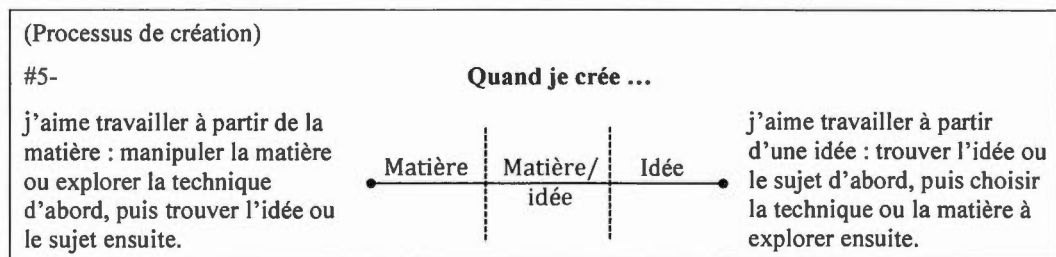 (Processus de création)
#5-
Quand je crée ...
j'aime travailler à partir de la
matière : manipuler la matière
ou explorer la technique
d'abord, puis trouver l'idée ou
le sujet ensuite.
Matière
Matière/
idée
Idée
j'aime travailler à partir
d'une idée : trouver l'idée ou
le sujet d'abord, puis choisir
la technique ou la matière à
explorer ensuite.